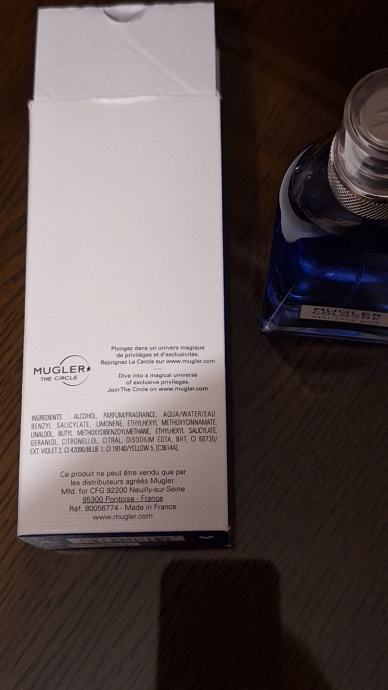 Plongez dans un univers magique
de privilèges et d'exclusivités.
Rejoignez Le Cercle sur www.mugler.com
MUGLER
THE CIRCLE
Dive into a magical universe
of exclusive privileges.
Join The Circle on www.mugler.com
INGREDIENTS : ALCOHOL, PARFUM/FRAGRANCE, AQUA/WATER/EAU,
BENZYL SALICYLATE, LIMONENE, ETHYLHEXYL METHOXYCINNAMATE,
LINALOOL, BUTYL METHOXYDIBENZOYLMETHANE, ETHYLHEXYL SALICYLATE,
GERANIOL, CITRONELLOL, CITRAL, DISODIUM EDTA, BHT, CI 60730/
EXT. VIOLET 2, CI 42090/BLUE 1, CI 19140/YELLOW 5, [C3614A].
Ce produit ne peut être vendu que par
les distributeurs agréés Mugler.
Mfd. for CFG 92200 Neuilly-sur-Seine
95300 Pontoise - France
Réf. 80056774 - Made in France
www.mugler.com
MUGLER
COLOGNE